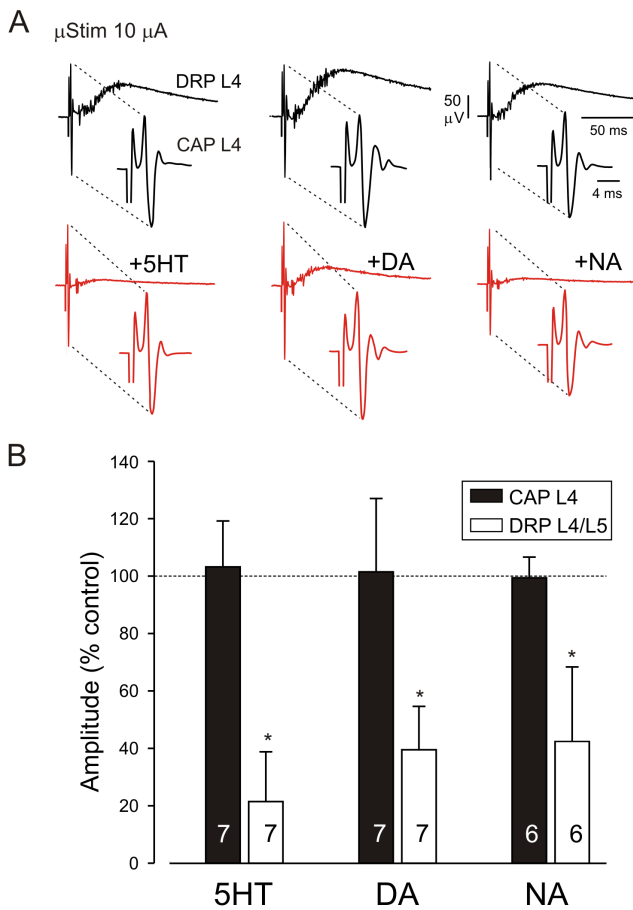 A
µStim 10 µA
DRP L4
CAP L4
50 µV
50 ms
4 ms
+5HT
+DA
+NA
B
Amplitude (% control)
140
120
100
80
60
40
20
0
CAP L4
DRP L4/L5
* * *
7 7 7 7 6 6
5HT DA NA